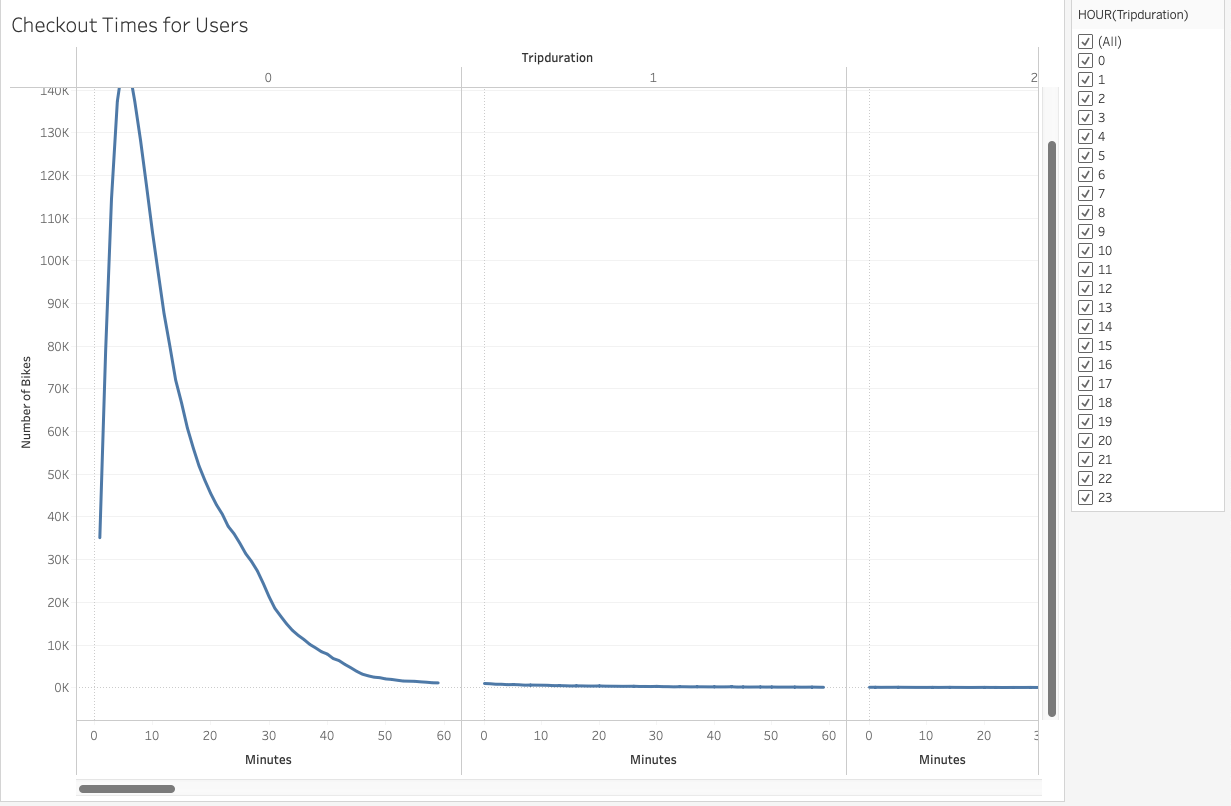 Checkout Times for Users
Tripduration
0 1 2
140K
130K
120K
110K
100K
90K
80K
70K
60K
50K
40K
30K
20K
10K
0K
Number of Bikes
0 10 20 30 40 50 60 0 10 20 30 40 50 60 0 10 20
Minutes Minutes Minutes
HOUR(Tripduration)
(All)
0
1
2
3
4
5
6
7
8
9
10
11
12
13
14
15
16
17
18
19
20
21
22
23